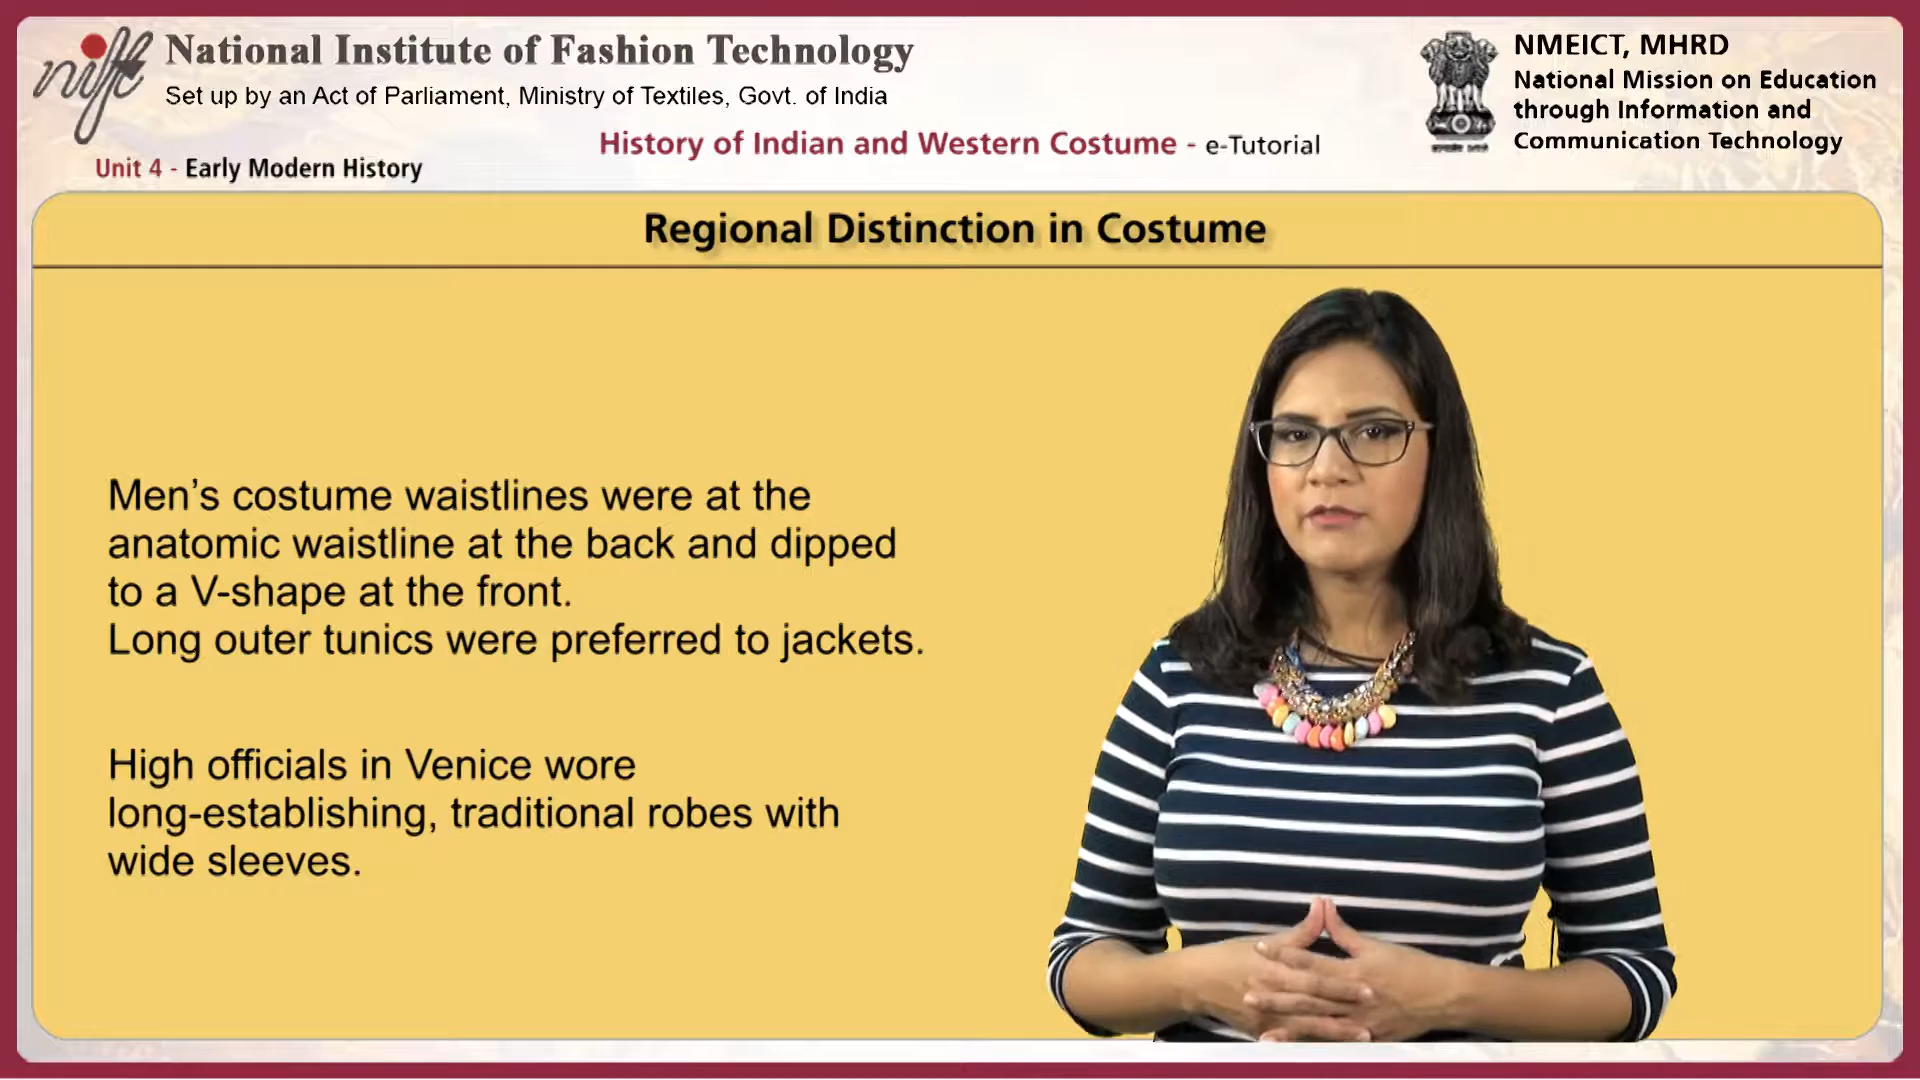 nift
National Institute of Fashion Technology
Set up by an Act of Parliament, Ministry of Textiles, Govt. of India
NMEICT, MHRD
National Mission on Education
through Information and
Communication Technology
History of Indian and Western Costume - e-Tutorial
Unit 4 - Early Modern History
Regional Distinction in Costume
Men’s costume waistlines were at the
anatomic waistline at the back and dipped
to a V-shape at the front.
Long outer tunics were preferred to jackets.
High officials in Venice wore
long-establishing, traditional robes with
wide sleeves.